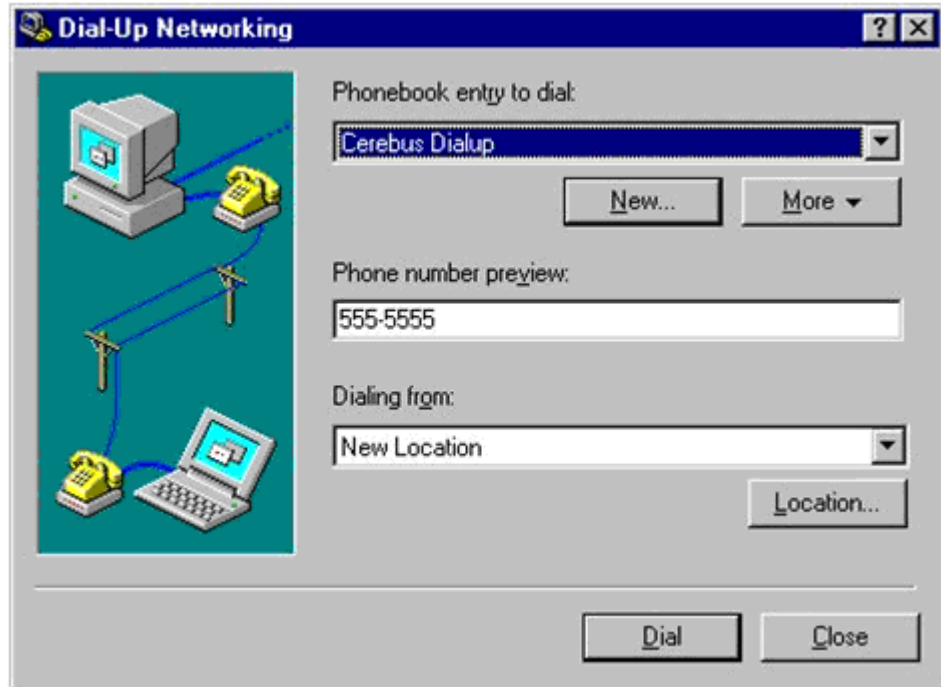 Dial-Up Networking
Phonebook entry to dial:
Cerebus Dialup
New... More
Phone number preview:
555-5555
Dialing from:
New Location
Location...
Dial Close